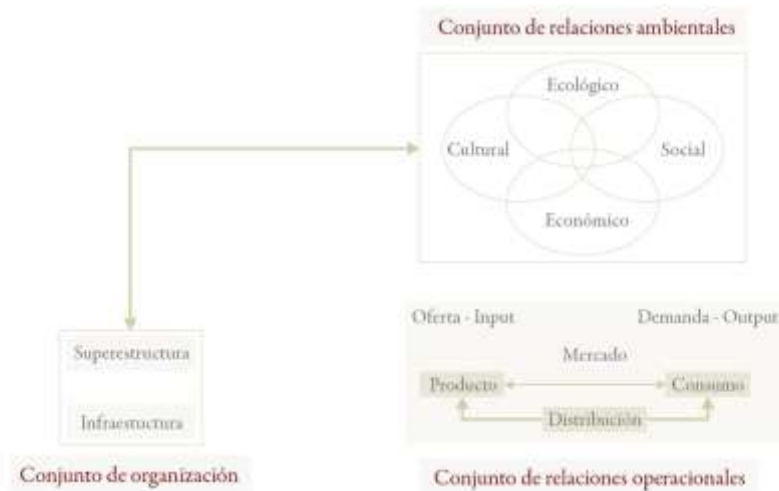 Conjunto de relaciones ambientales
Ecológico
Cultural
Social
Económico
Oferta - Input
Demanda - Output
Mercado
Producto
Consumo
Distribución
Conjunto de relaciones operacionales
Superestructura
Infraestuctura
Conjunto de organización